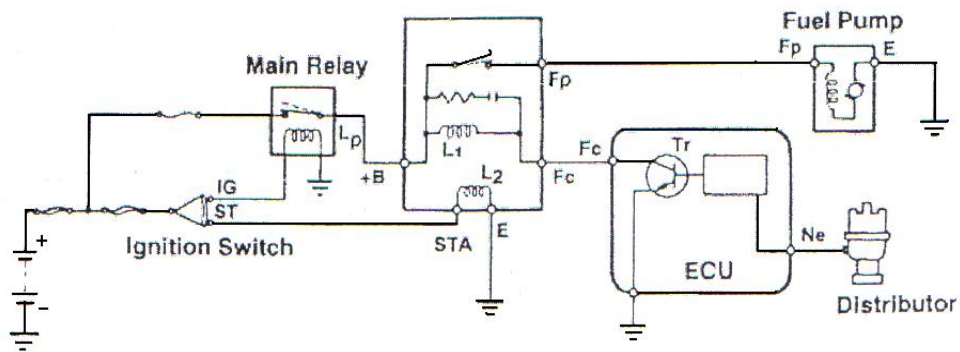 Fuel Pump
Fp
E
Main Relay
Fp
Lp
L1
Tr
Fc
Fc
+B
L2
IG
ST
STA
E
Ne
+
Ignition Switch
ECU
-
Distributor